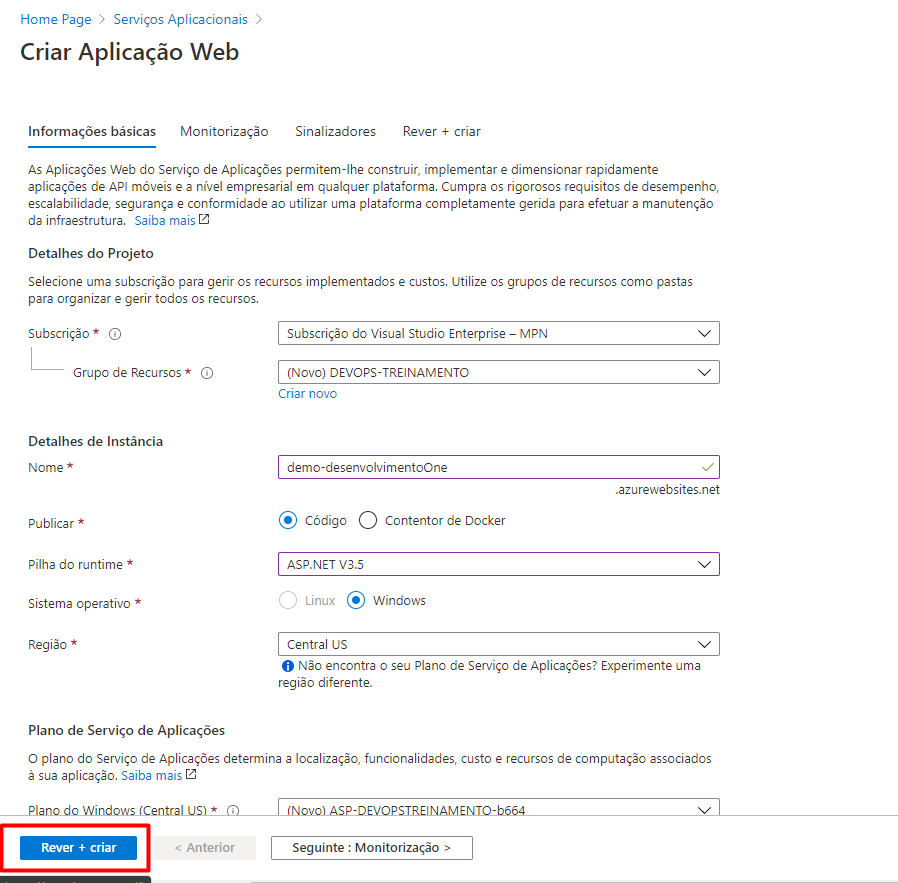 Home Page > Serviços Aplicacionais >
Criar Aplicação Web
Informações básicas Monitorização Sinalizadores Rever + criar
As Aplicações Web do Serviço de Aplicações permitem-lhe construir, implementar e dimensionar rapidamente
aplicações de API móveis e a nível empresarial em qualquer plataforma. Cumpra os rigorosos requisitos de desempenho,
escalabilidade, segurança e conformidade ao utilizar uma plataforma completamente gerida para efetuar a manutenção
da infraestrutura. Saiba mais
Detalhes do Projeto
Selecione uma subscrição para gerir os recursos implementados e custos. Utilize os grupos de recursos como pastas
para organizar e gerir todos os recursos.
Subscrição * Subscrição do Visual Studio Enterprise – MPN
Grupo de Recursos * (Novo) DEVOPS-TREINAMENTO
Criar novo
Detalhes de Instância
Nome * demo-desenvolvimentoOne
.azurewebsites.net
Publicar * Código Contentor de Docker
Pilha do runtime * ASP.NET V3.5
Sistema operativo * Linux Windows
Região * Central US
Não encontra o seu Plano de Serviço de Aplicações? Experimente uma
região diferente.
Plano de Serviço de Aplicações
O plano do Serviço de Aplicações determina a localização, funcionalidades, custo e recursos de computação associados
à sua aplicação. Saiba mais
Plano do Windows (Central US) * (Novo) ASP-DEVOPSTREINAMENTO-b664
Rever + criar < Anterior Seguinte : Monitorização >